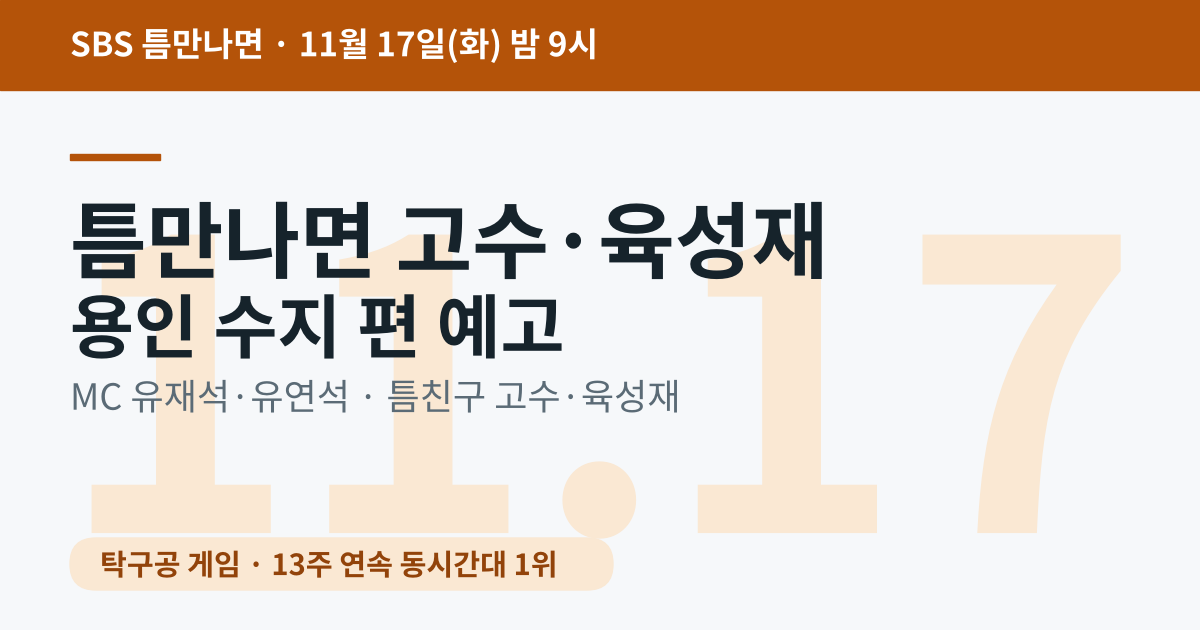 SBS 틈만나면 · 11월 17일(화) 밤 9시
틈만나면 고수·육성재
용인 수지 편 예고
MC 유재석·유연석 · 틈친구 고수·육성재
11.17
탁구공 게임 · 13주 연속 동시간대 1위